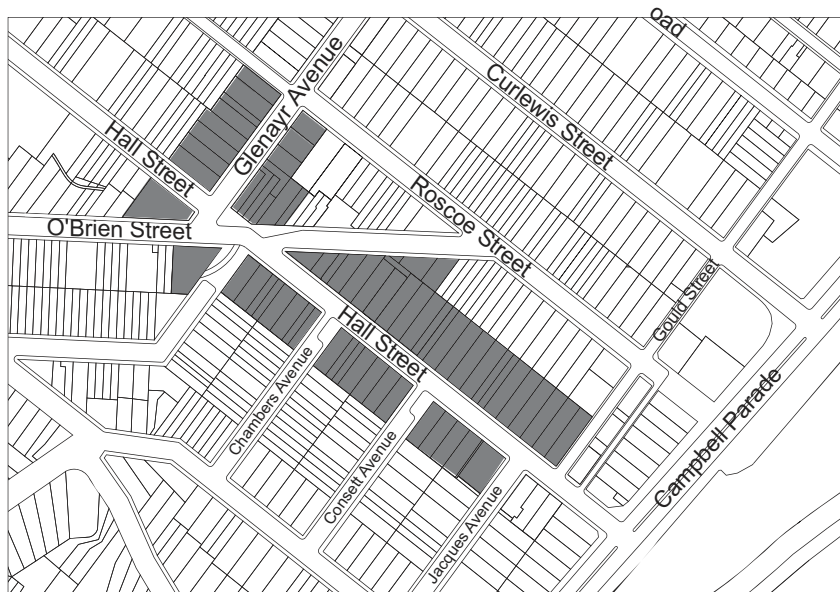 oad
Curlewis Street
Glenayr Avenue
Hall Street
Roscoe Street
O'Brien Street
Gould Street
Hall Street
Chambers Avenue
Campbell Parade
Consett Avenue
Jacques Avenue